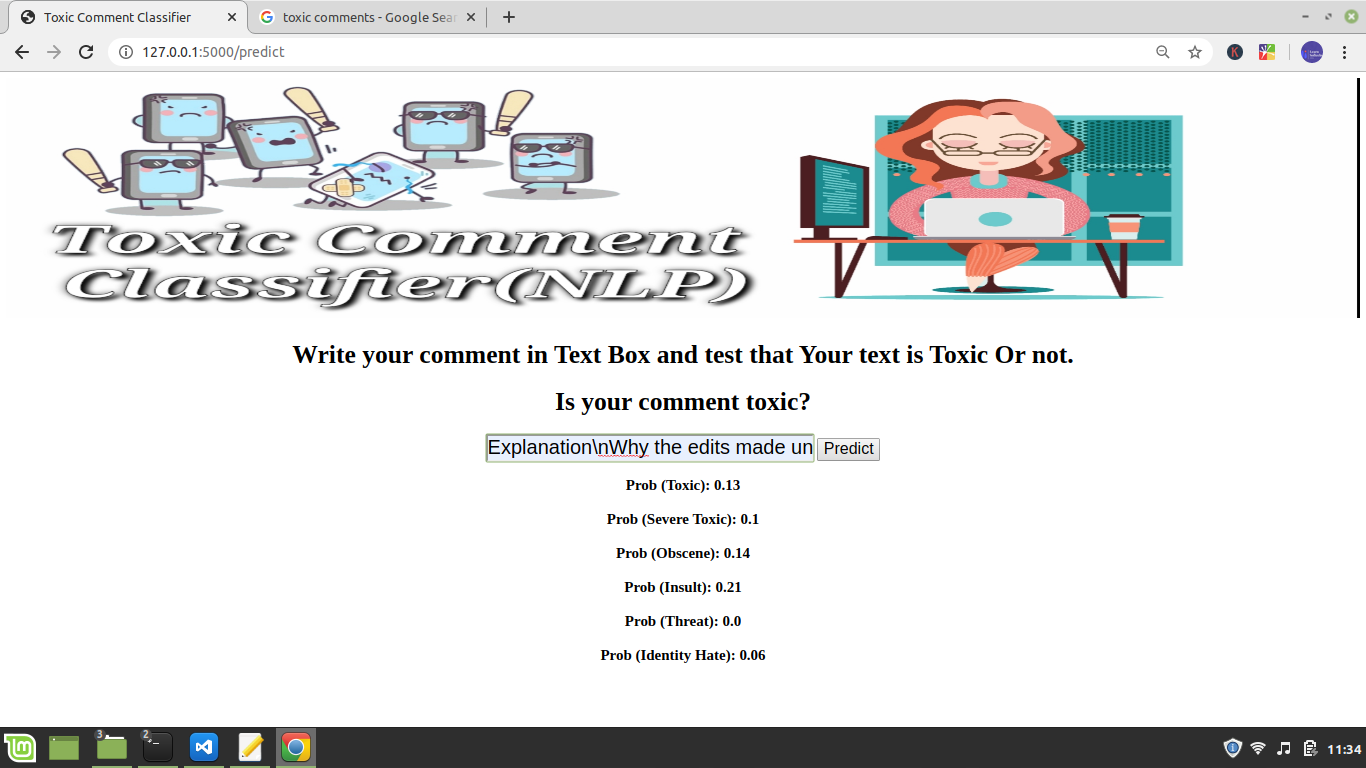 Toxic Comment Classifier
toxic comments - Google Sear
127.0.0.1:5000/predict
K
Toxic Comment
Classifier(NLP)
Write your comment in Text Box and test that Your text is Toxic Or not.
Is your comment toxic?
Explanation\nWhy the edits made un
Predict
Prob (Toxic): 0.13
Prob (Severe Toxic): 0.1
Prob (Obscene): 0.14
Prob (Insult): 0.21
Prob (Threat): 0.0
Prob (Identity Hate): 0.06
3
2
11:34